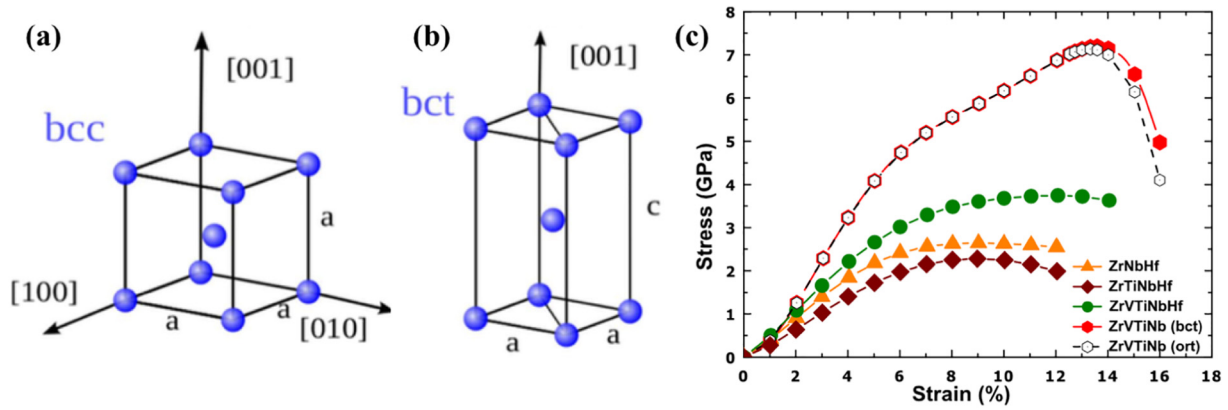 (a)
[001]
bcc
a
[100]
a
a
[010]
(b)
[001]
bct
c
a
a
(c)
8
7
6
5
4
3
2
1
0
Stress (GPa)
ZrNbHf
ZrTiNbHf
ZrVTiNbHf
ZrVTiNb (bct)
ZrVTiNb (ort)
0 2 4 6 8 10 12 14 16 18
Strain (%)